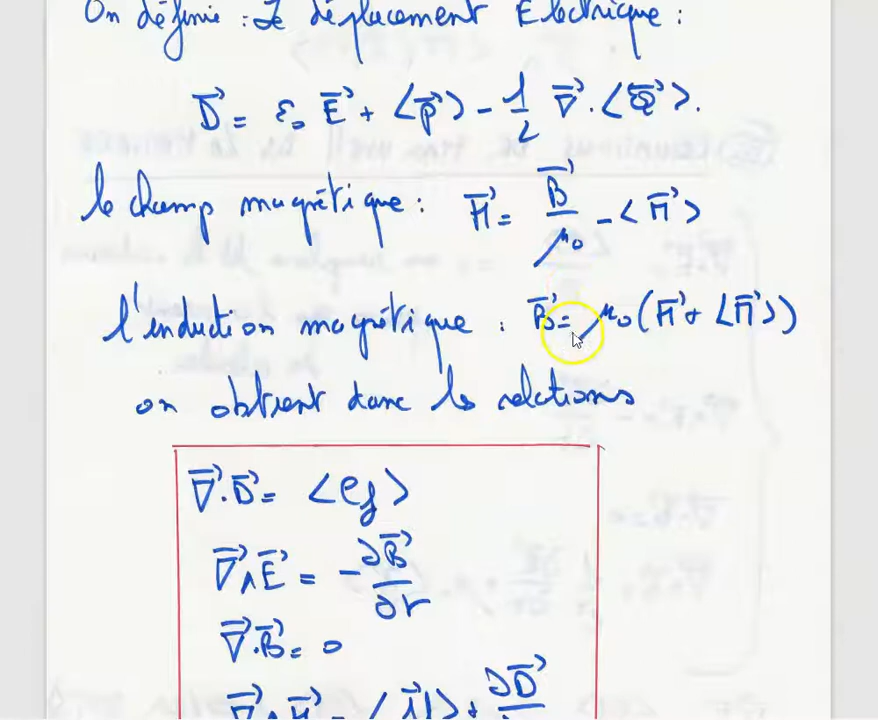 On définie : Le déplacement Electrique :
D⃗ = ε₀ E⃗ + <P⃗> - 1/2 ∇⃗ · <Q⃗>.
le champ magnétique : H⃗ = B⃗/μ₀ - <M⃗>
l'induction magnétique : B⃗ = μ₀ (H⃗ + <M⃗>)
on obtient donc les relations
∇⃗ · D⃗ = <ρf>
∇⃗ ∧ E⃗ = - ∂B⃗/∂t
∇⃗ · B⃗ = 0
∇⃗ ∧ H⃗ = <J⃗f> + ∂D⃗